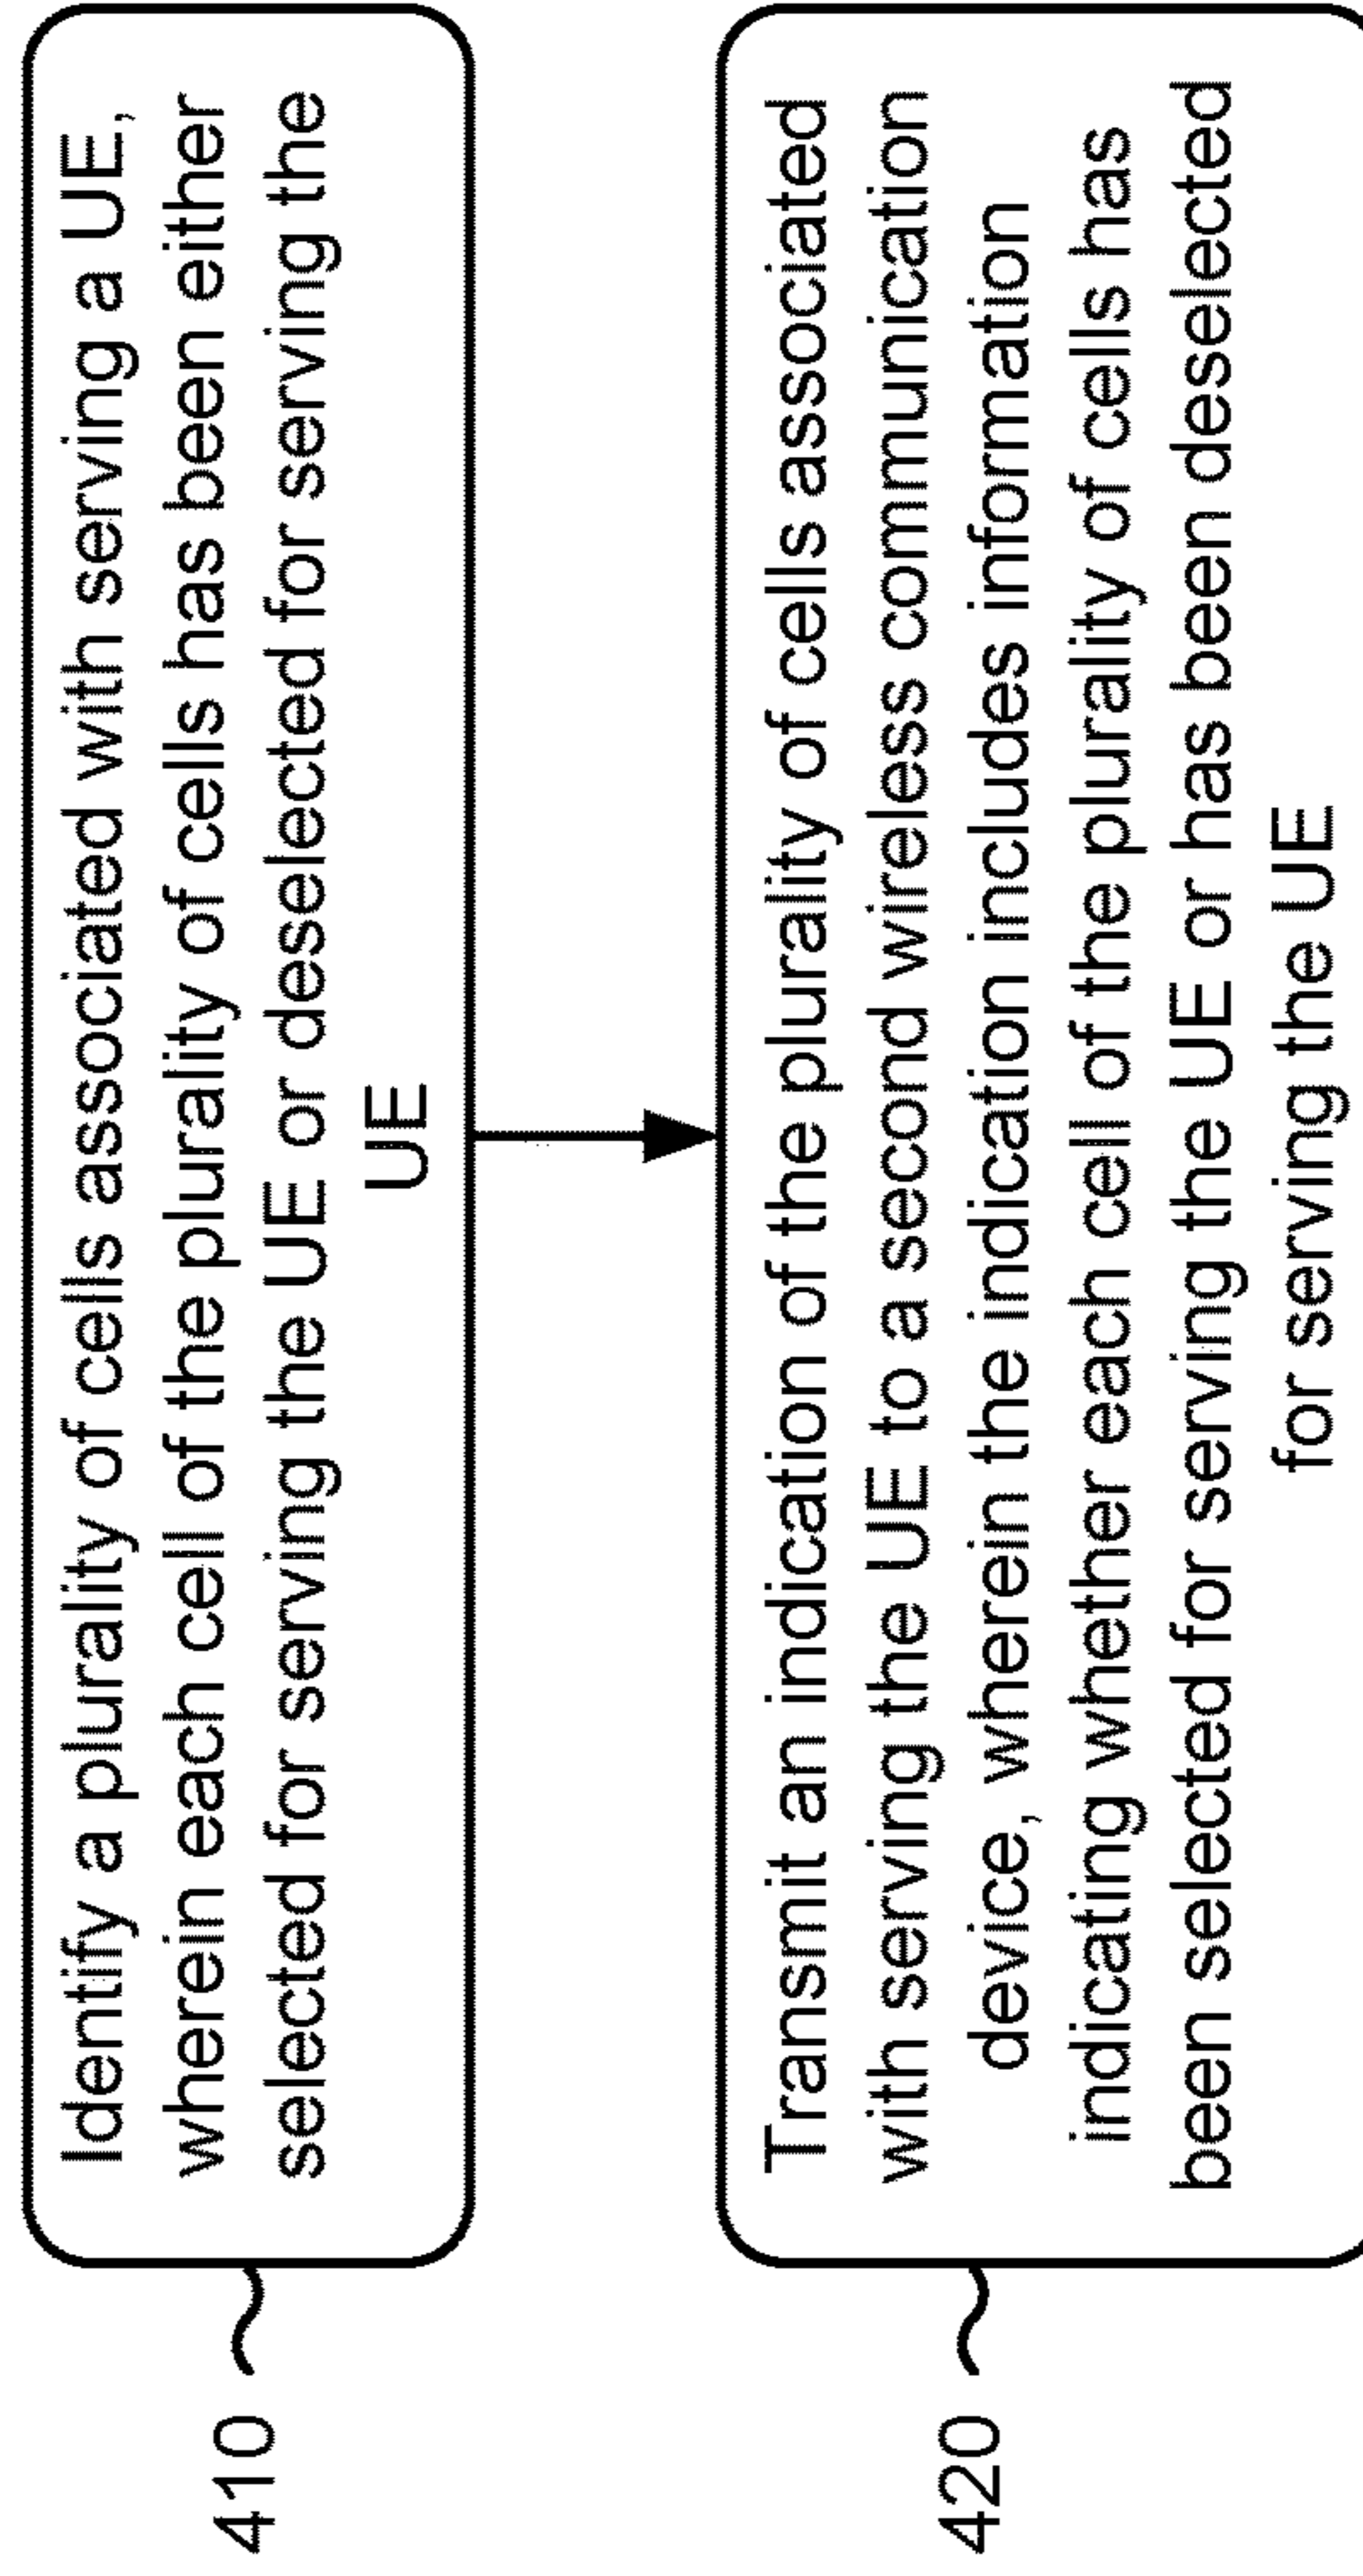 410
Identify a plurality of cells associated with serving a UE,
wherein each cell of the plurality of cells has been either
selected for serving the UE or deselected for serving the
UE
420
Transmit an indication of the plurality of cells associated
with serving the UE to a second wireless communication
device, wherein the indication includes information
indicating whether each cell of the plurality of cells has
been selected for serving the UE or has been deselected
for serving the UE